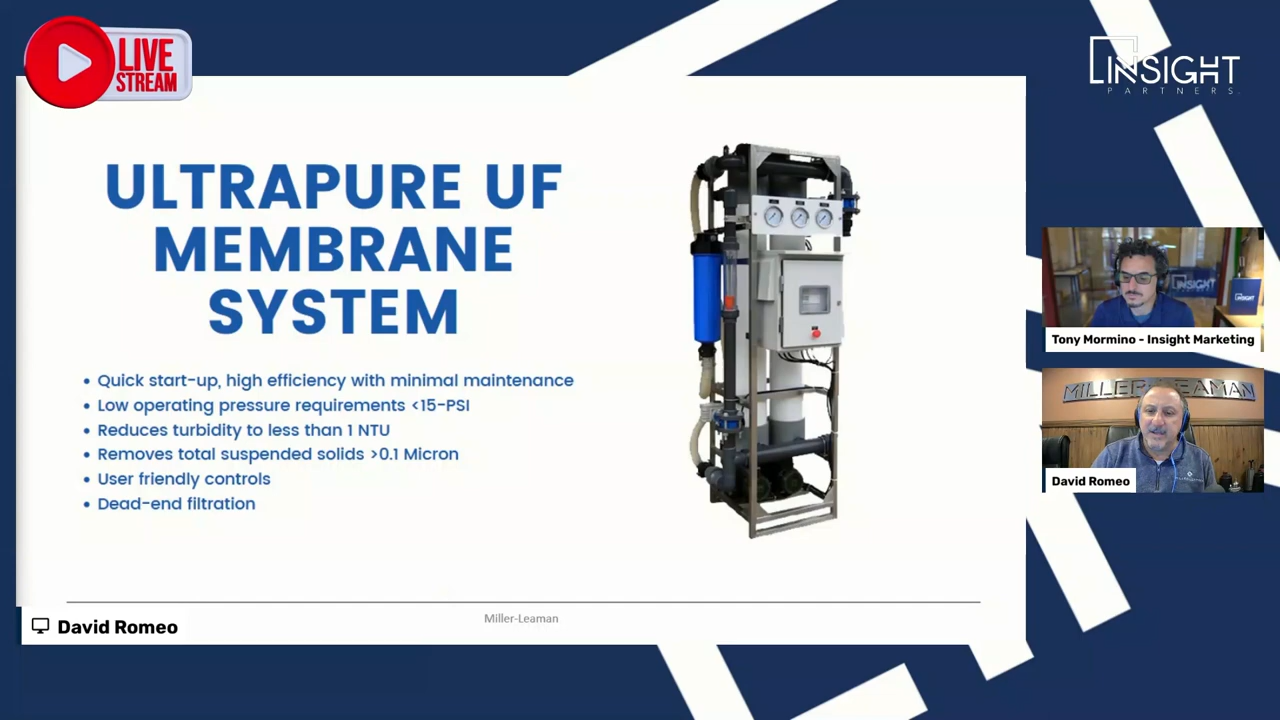 LIVE
STREAM
INSIGHT
PARTNERS
ULTRAPURE UF
MEMBRANE
SYSTEM
• Quick start-up, high efficiency with minimal maintenance
• Low operating pressure requirements <15-PSI
• Reduces turbidity to less than 1 NTU
• Removes total suspended solids >0.1 Micron
• User friendly controls
• Dead-end filtration
Miller-Leaman
David Romeo
INSIGHT
Tony Mormino - Insight Marketing
MILLER-LEAMAN
David Romeo